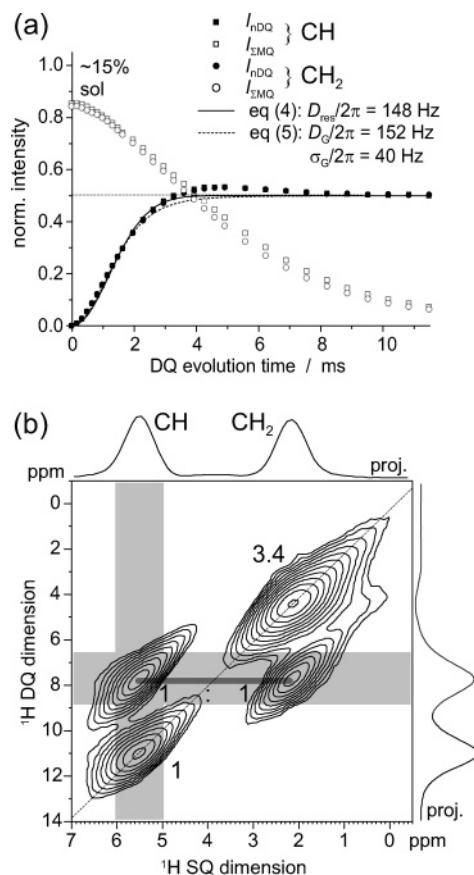 (a)
I_nDQ
I_ΣMQ
} CH
I_nDQ
I_ΣMQ
} CH₂
eq (4): D_res/2π = 148 Hz
eq (5): D_G/2π = 152 Hz
σ_G/2π = 40 Hz
~15%
sol
norm. intensity
1.0
0.8
0.6
0.4
0.2
0.0
0 2 4 6 8 10
DQ evolution time / ms
(b)
CH CH₂
ppm proj.
3.4
1 : 1
1
¹H DQ dimension
0
2
4
6
8
10
12
14
7 6 5 4 3 2 1 0 ppm
¹H SQ dimension
proj.